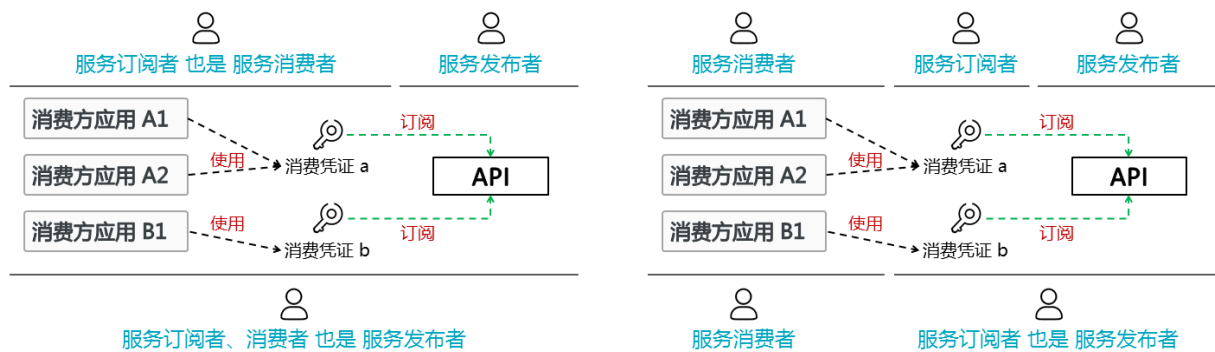 服务订阅者 也是 服务消费者
服务发布者
消费方应用 A1
消费方应用 A2
消费方应用 B1
使用
使用
消费凭证 a
消费凭证 b
订阅
订阅
API
服务订阅者、消费者 也是 服务发布者
服务消费者
服务订阅者
服务发布者
消费方应用 A1
消费方应用 A2
消费方应用 B1
使用
使用
消费凭证 a
消费凭证 b
订阅
订阅
API
服务消费者
服务订阅者 也是 服务发布者